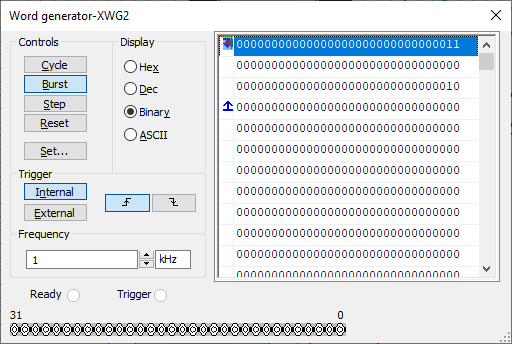 Word generator-XWG2
Controls
Cycle
Burst
Step
Reset
Set...
Display
Hex
Dec
Binary
ASCII
Trigger
Internal
External
Frequency
1 kHz
Ready Trigger
00000000000000000000000000000011
00000000000000000000000000000000
00000000000000000000000000000010
00000000000000000000000000000000
00000000000000000000000000000000
00000000000000000000000000000000
00000000000000000000000000000000
00000000000000000000000000000000
00000000000000000000000000000000
00000000000000000000000000000000
00000000000000000000000000000000
00000000000000000000000000000000
31 0